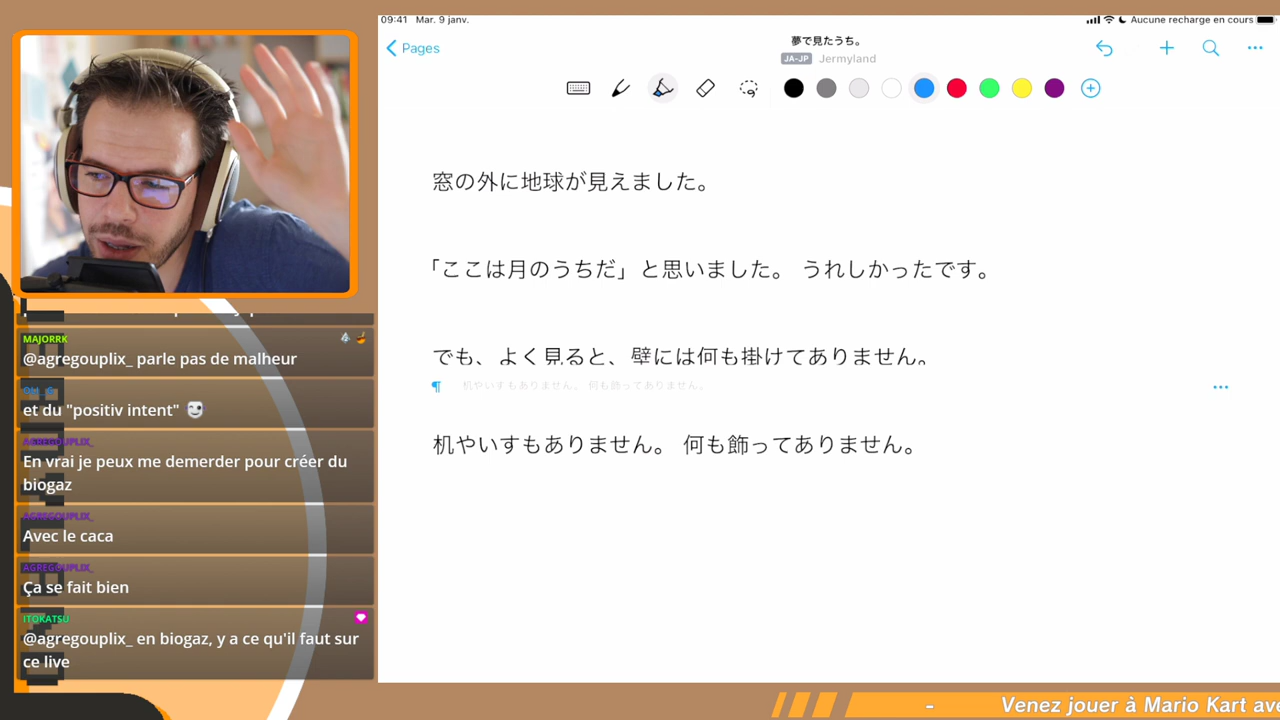 09:41 Mar. 9 janv.
Aucune recharge en cours
Pages
夢で見たうち。
JA-JP Jermyland
窓の外に地球が見えました。
「ここは月のうちだ」と思いました。 うれしかったです。
でも、よく見ると、壁には何も掛けてありません。
机やいすもありません。 何も飾ってありません。
机やいすもありません。 何も飾ってありません。
MAJORRK
@agregouplix_ parle pas de malheur
et du "positiv intent"
AGREGOUPLIX_
En vrai je peux me demerder pour créer du
biogaz
AGREGOUPLIX_
Avec le caca
AGREGOUPLIX_
Ça se fait bien
ITOKATSU
@agregouplix_ en biogaz, y a ce qu'il faut sur
ce live
- Venez jouer à Mario Kart ave